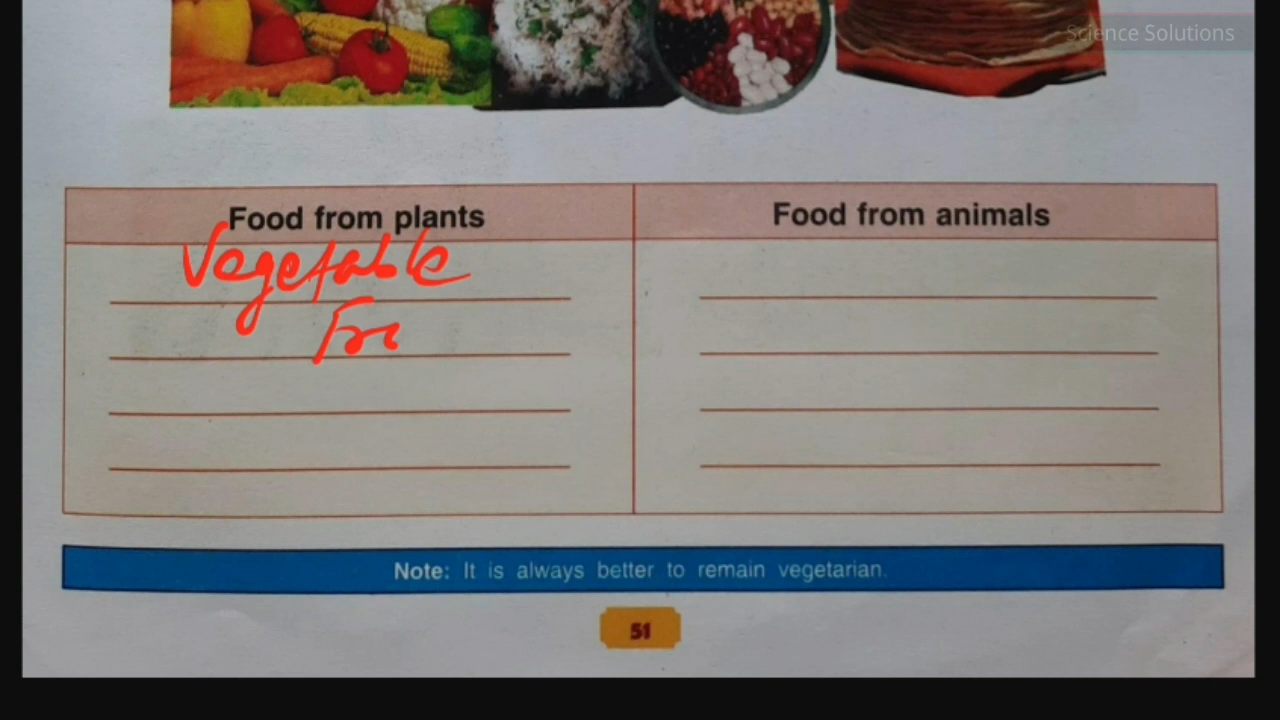 Science Solutions
Food from plants
Food from animals
Vegetable
Note: It is always better to remain vegetarian.
51